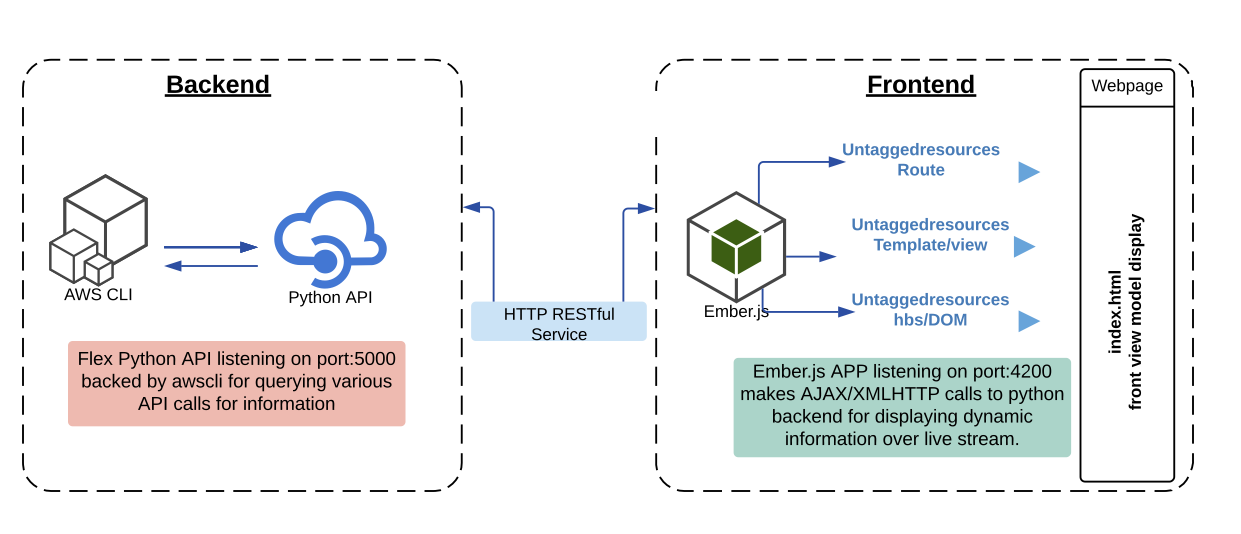 Backend
AWS CLI
Python API
Flex Python API listening on port:5000
backed by awscli for querying various
API calls for information
HTTP RESTful
Service
Frontend
Untaggedresources
Route
Untaggedresources
Template/view
Untaggedresources
hbs/DOM
Ember.js
Ember.js APP listening on port:4200
makes AJAX/XMLHTTP calls to python
backend for displaying dynamic
information over live stream.
Webpage
index.html
front view model display